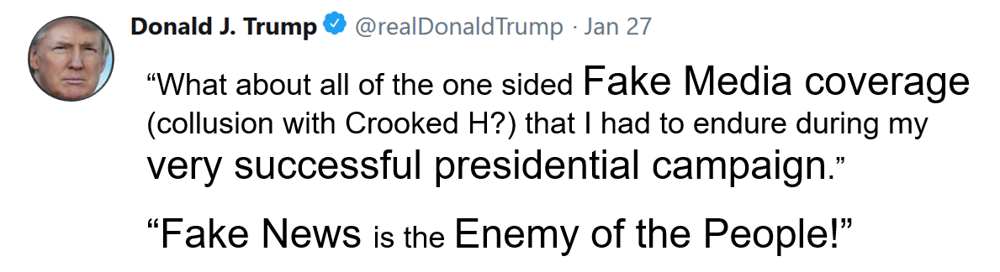 Donald J. Trump @realDonaldTrump · Jan 27
“What about all of the one sided Fake Media coverage
(collusion with Crooked H?) that I had to endure during my
very successful presidential campaign.”
“Fake News is the Enemy of the People!”